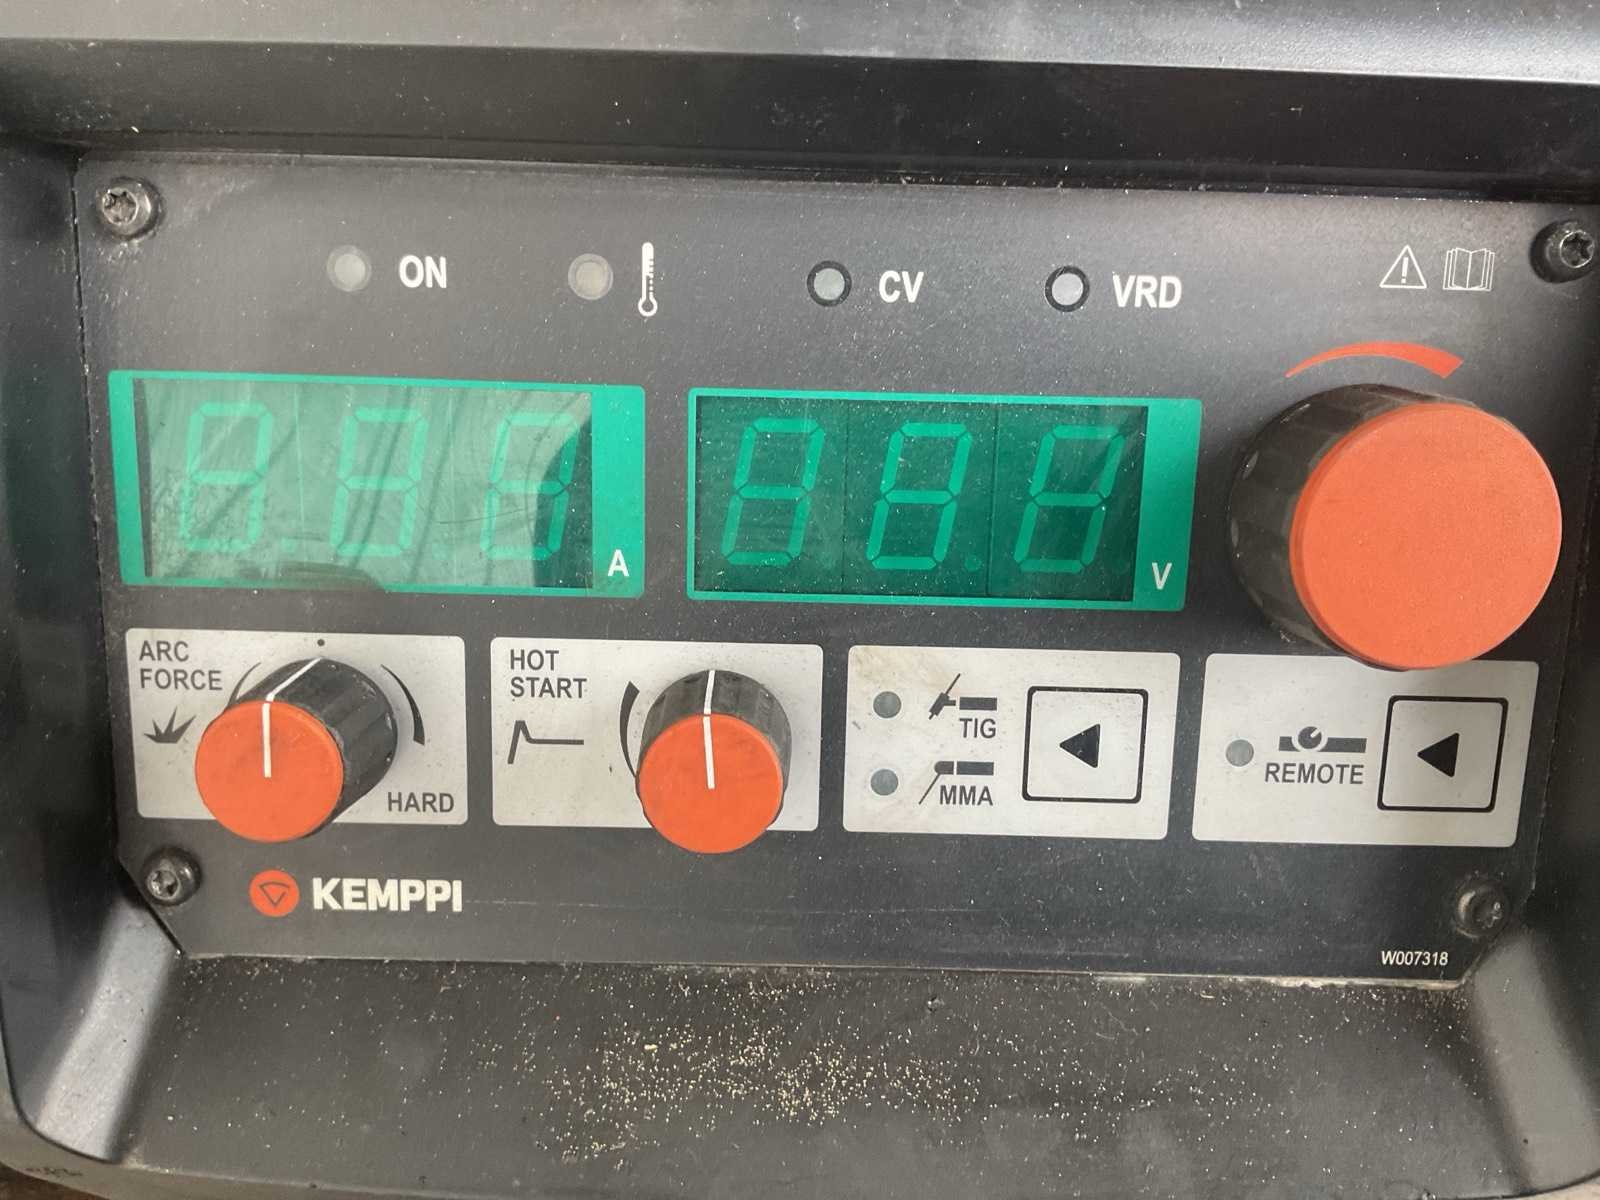 ON
CV
VRD
A
V
ARC
FORCE
HARD
HOT
START
TIG
MMA
REMOTE
KEMPPI
W007318